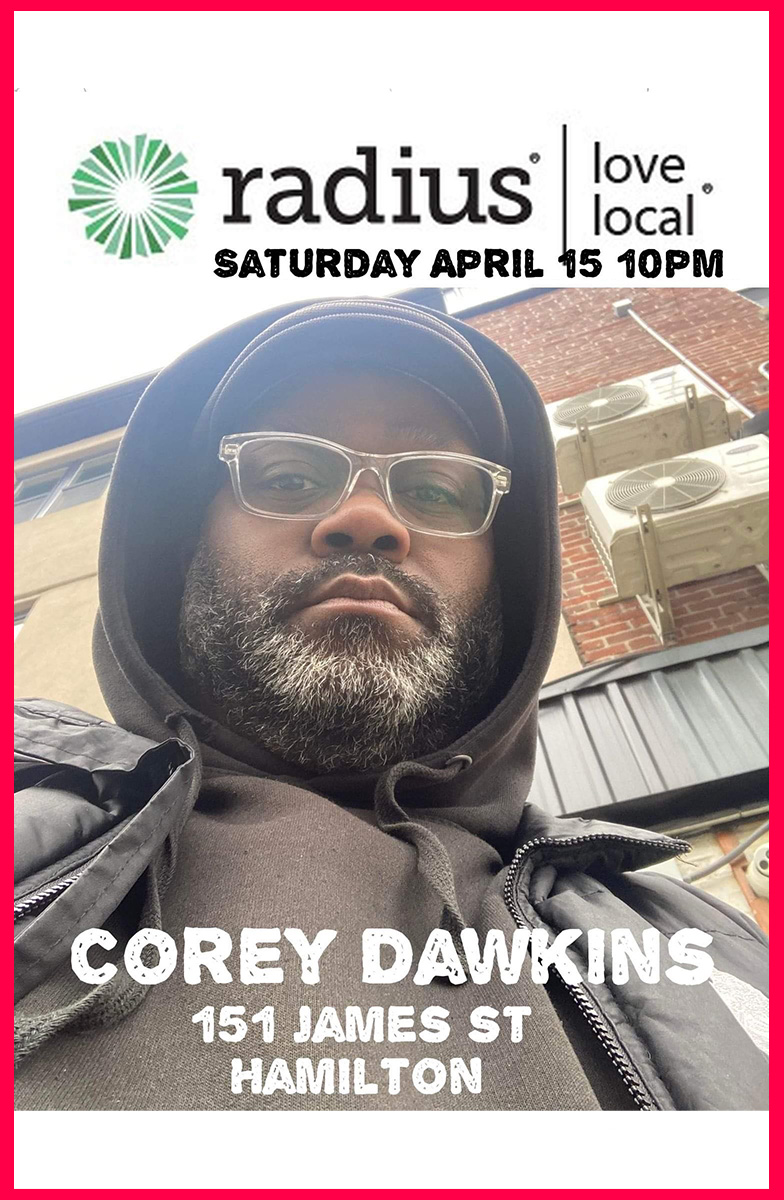 radius
love
local
SATURDAY APRIL 15 10PM
COREY DAWKINS
151 JAMES ST
HAMILTON